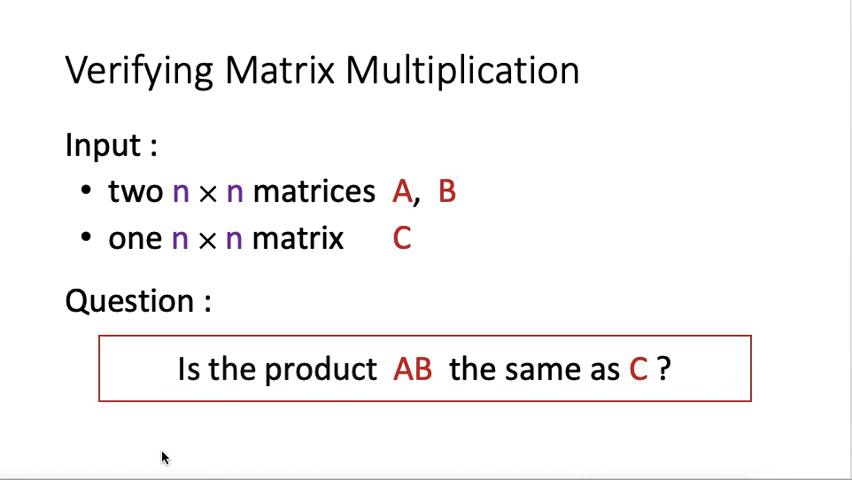 Verifying Matrix Multiplication
Input :
• two n × n matrices A, B
• one n × n matrix C
Question :
Is the product AB the same as C ?